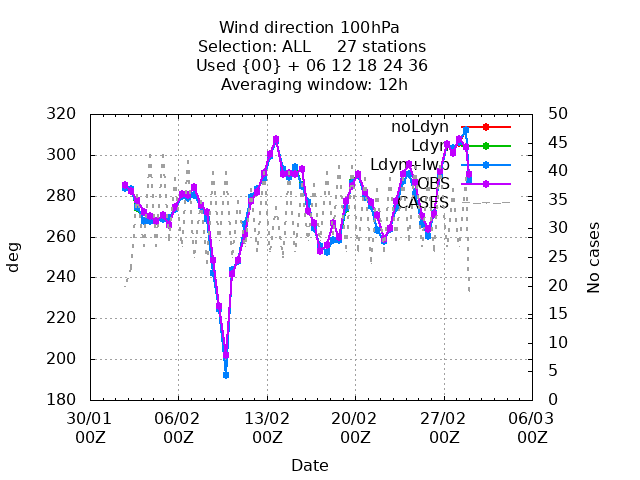 Wind direction 100hPa
Selection: ALL 27 stations
Used {00} + 06 12 18 24 36
Averaging window: 12h
320
300
280
260
240
220
200
180
deg
50
45
40
35
30
25
20
15
10
5
0
No cases
noLdyn
Ldyn
Ldyn+lwp
OBS
CASES
30/01 06/02 13/02 20/02 27/02 06/03
00Z 00Z 00Z 00Z 00Z 00Z
Date